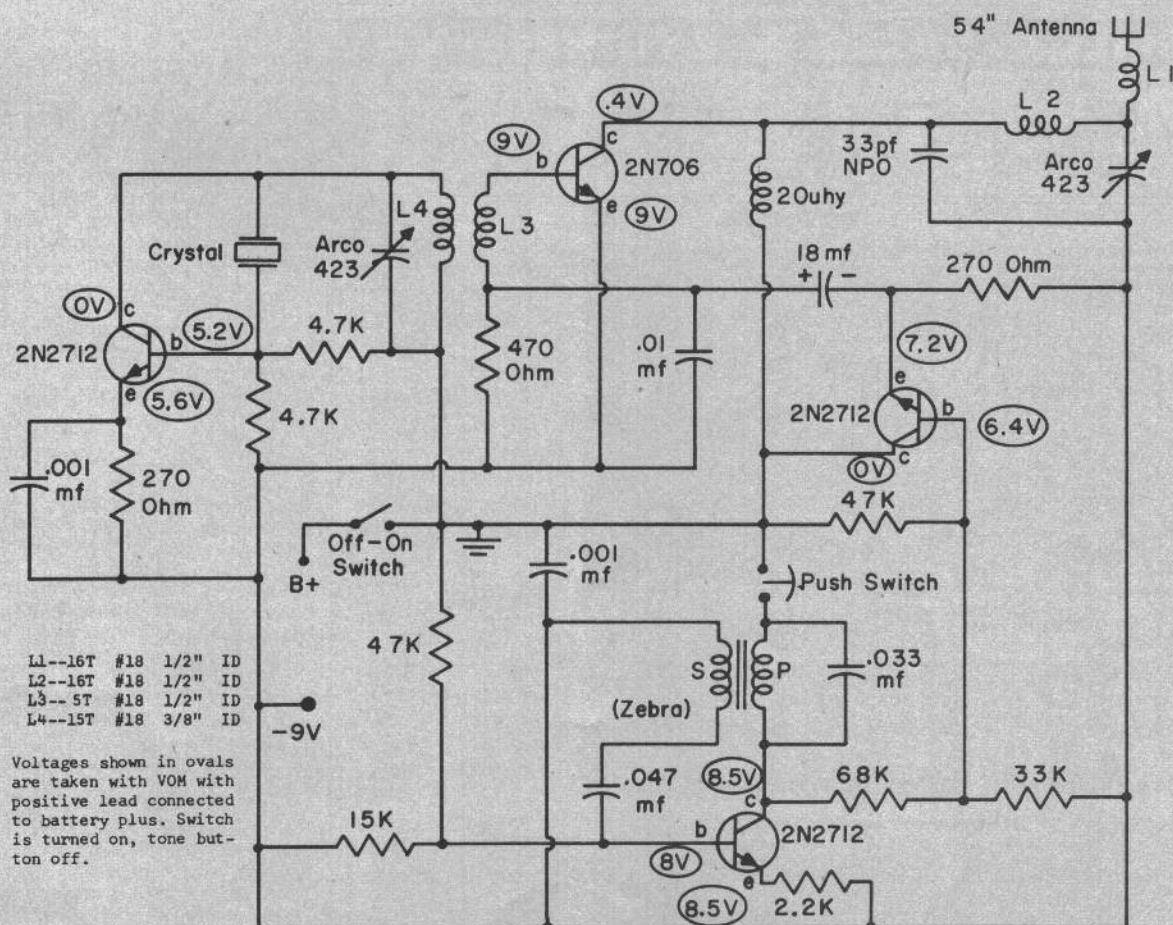 54" Antenna
L1
.4V
L 2
c
9V
b
2N706
33pf
NPO
Arco
423
e
9V
20uhy
L4
L3
Crystal
Arco
423
18 mf
+ -
270 Ohm
0V
c
5.2V
b
4.7K
2N2712
470
Ohm
.01
mf
7.2V
e
5.6V
e
2N2712
b
6.4V
4.7K
0V
c
.001
mf
270
Ohm
47K
Off-On
Switch
B+
.001
mf
Push Switch
47K
S
P
.033
mf
L1--16T #18 1/2" ID
L2--16T #18 1/2" ID
L3-- 5T #18 1/2" ID
L4--15T #18 3/8" ID
(Zebra)
-9V
Voltages shown in ovals
are taken with VOM with
positive lead connected
to battery plus. Switch
is turned on, tone but-
ton off.
.047
mf
8.5V
c
68K
33K
15K
b
2N2712
8V
e
8.5V
2.2K